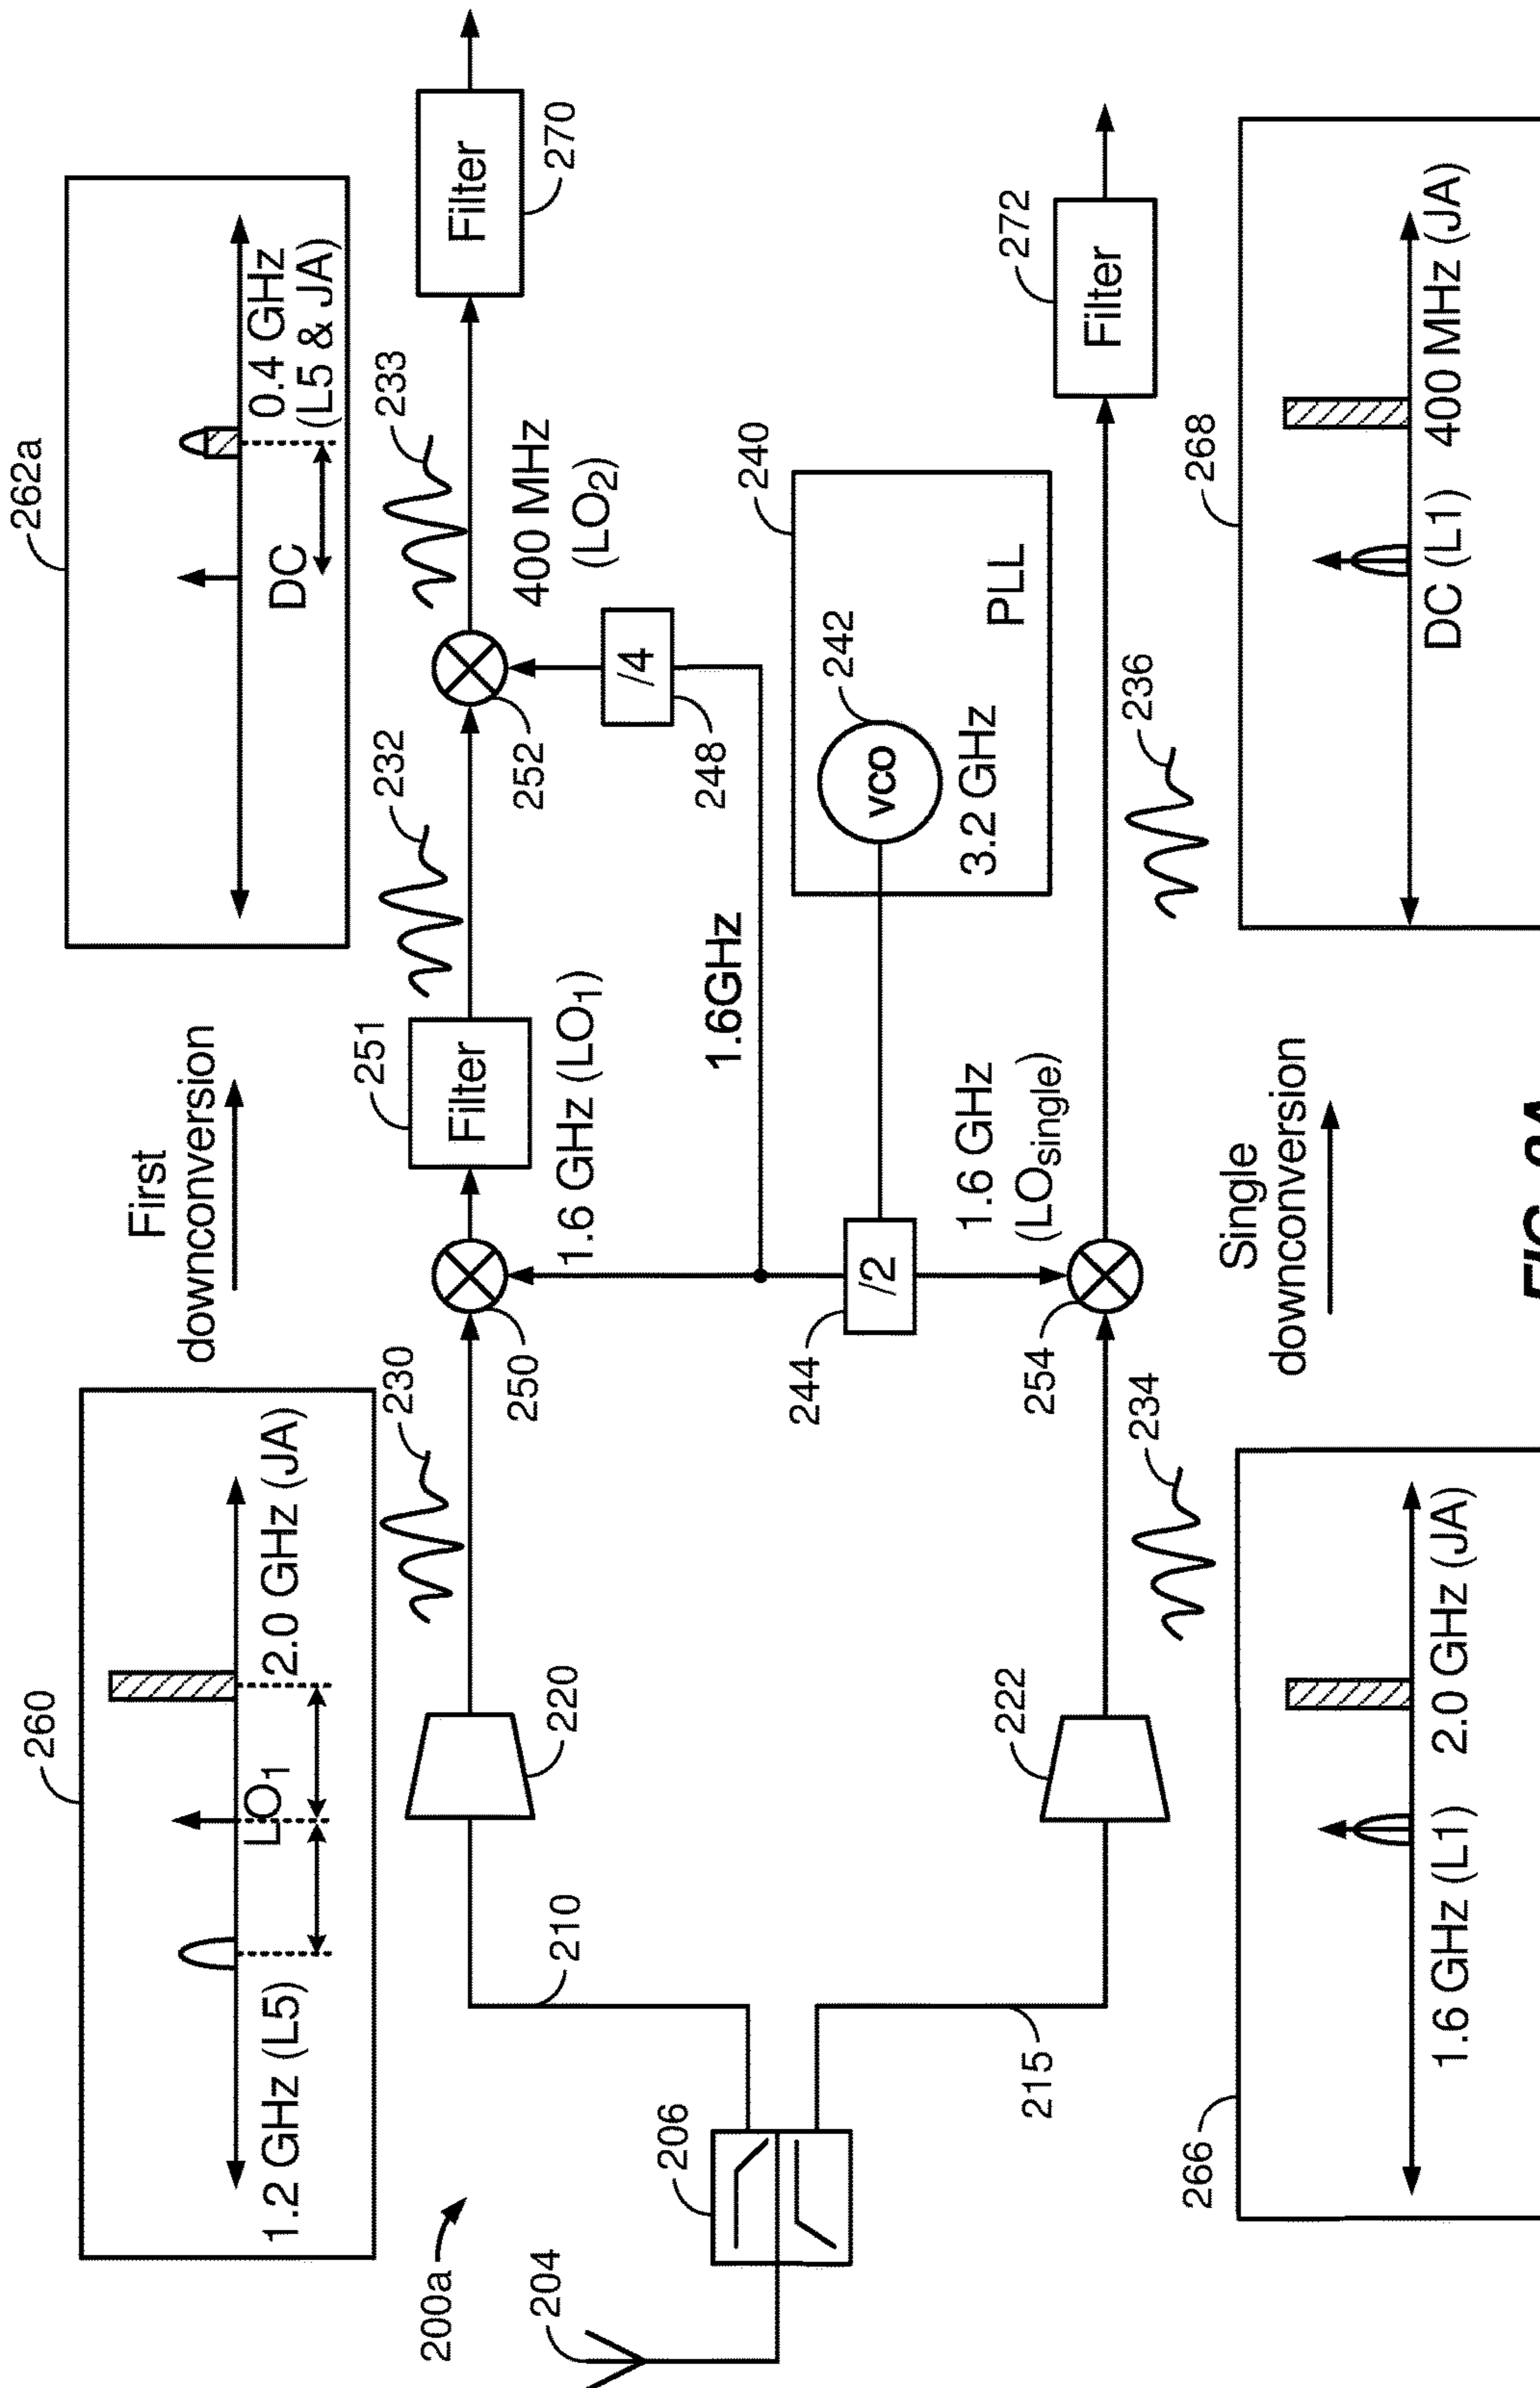 260
1.2 GHz (L5)
LO1
2.0 GHz (JA)
First
downconversion
262a
DC
0.4 GHz
(L5 & JA)
200a
204
206
210
220
230
250
251
Filter
1.6 GHz (LO1)
232
252
233
400 MHz
(LO2)
Filter
270
/4
248
1.6GHz
244
/2
240
242
VCO
3.2 GHz
PLL
1.6 GHz
(LOsingle)
215
222
234
254
236
Filter
272
266
1.6 GHz (L1)
2.0 GHz (JA)
Single
downconversion
268
DC (L1)
400 MHz (JA)
FIG